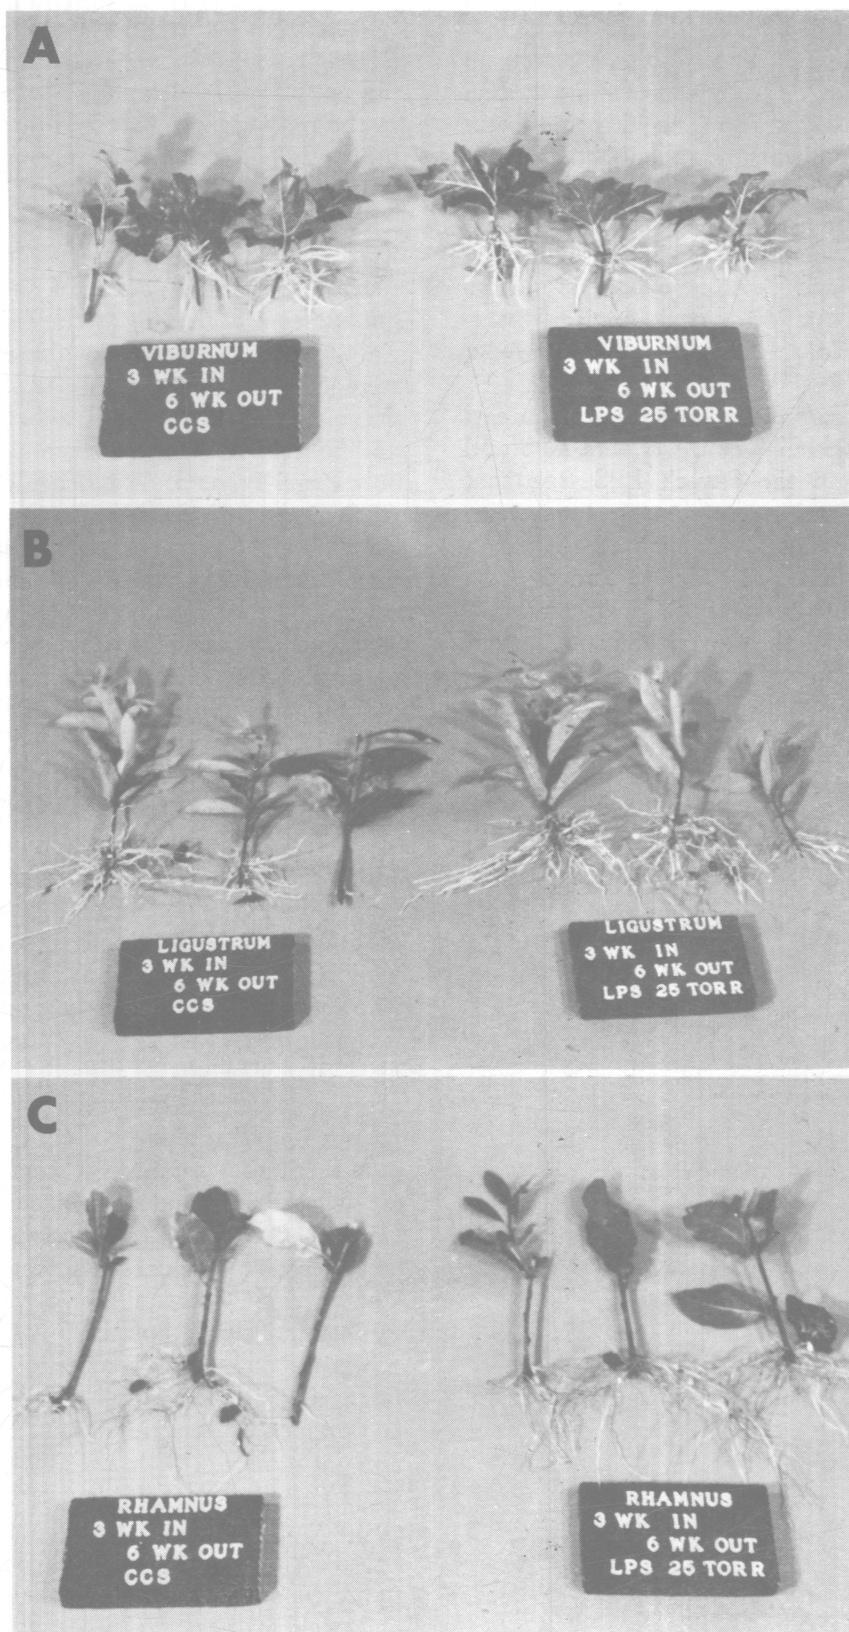 A
VIBURNUM
3 WK IN
6 WK OUT
CCS
VIBURNUM
3 WK IN
6 WK OUT
LPS 25 TORR
B
LIGUSTRUM
3 WK IN
6 WK OUT
CCS
LIGUSTRUM
3 WK IN
6 WK OUT
LPS 25 TORR
C
RHAMNUS
3 WK IN
6 WK OUT
CCS
RHAMNUS
3 WK IN
6 WK OUT
LPS 25 TORR